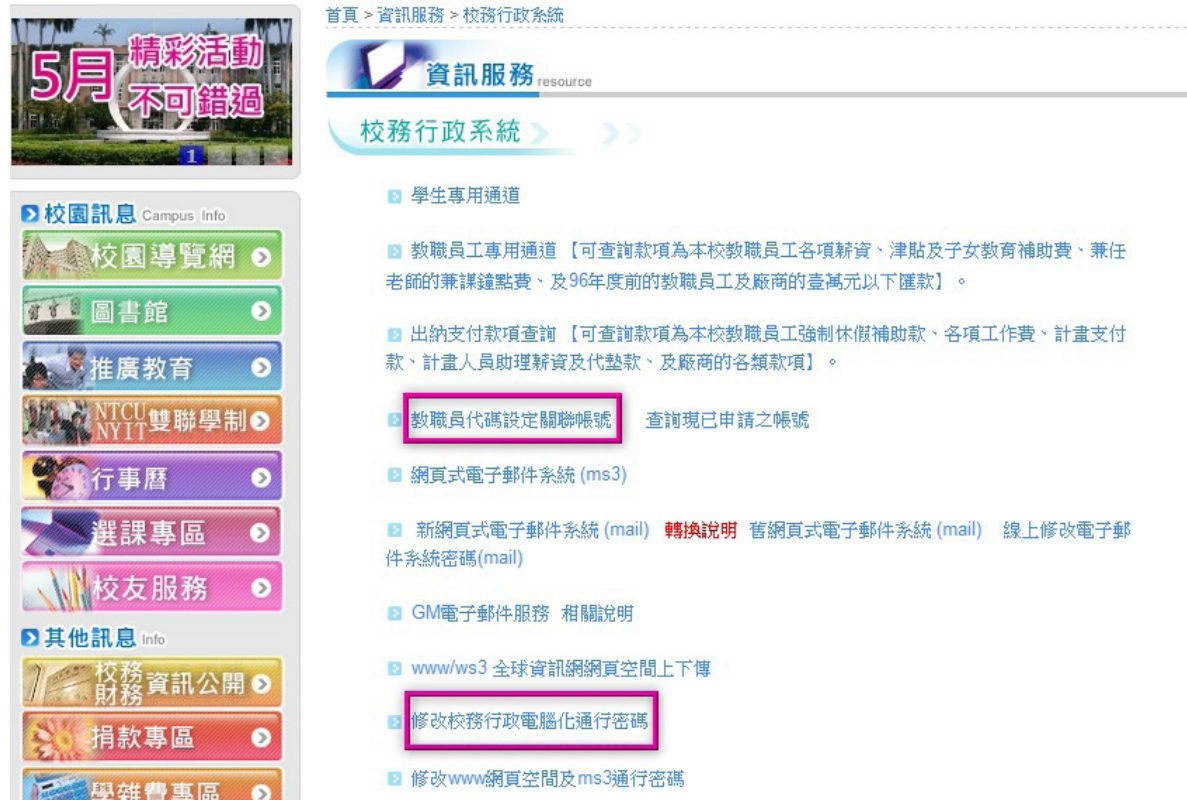 首頁 > 資訊服務 > 校務行政系統
5月 精彩活動
不可錯過
1
資訊服務 resource
校務行政系統
校園訊息 Campus Info
校園導覽網
圖書館
推廣教育
NTCU
NYIT 雙聯學制
行事曆
選課專區
校友服務
其他訊息 Info
校務
財務 資訊公開
捐款專區
學雜費專區
學生專用通道
教職員工專用通道 【可查詢款項為本校教職員工各項薪資、津貼及子女教育補助費、兼任
老師的兼課鐘點費、及96年度前的教職員工及廠商的壹萬元以下匯款】。
出納支付款項查詢 【可查詢款項為本校教職員工強制休假補助款、各項工作費、計畫支付
款、計畫人員助理薪資及代墊款、及廠商的各類款項】。
教職員代碼設定關聯帳號 查詢現已申請之帳號
網頁式電子郵件系統 (ms3)
新網頁式電子郵件系統 (mail) 轉換說明 舊網頁式電子郵件系統 (mail) 線上修改電子郵
件系統密碼(mail)
GM電子郵件服務 相關說明
www/ws3 全球資訊網網頁空間上下傳
修改校務行政電腦化通行密碼
修改www網頁空間及ms3通行密碼